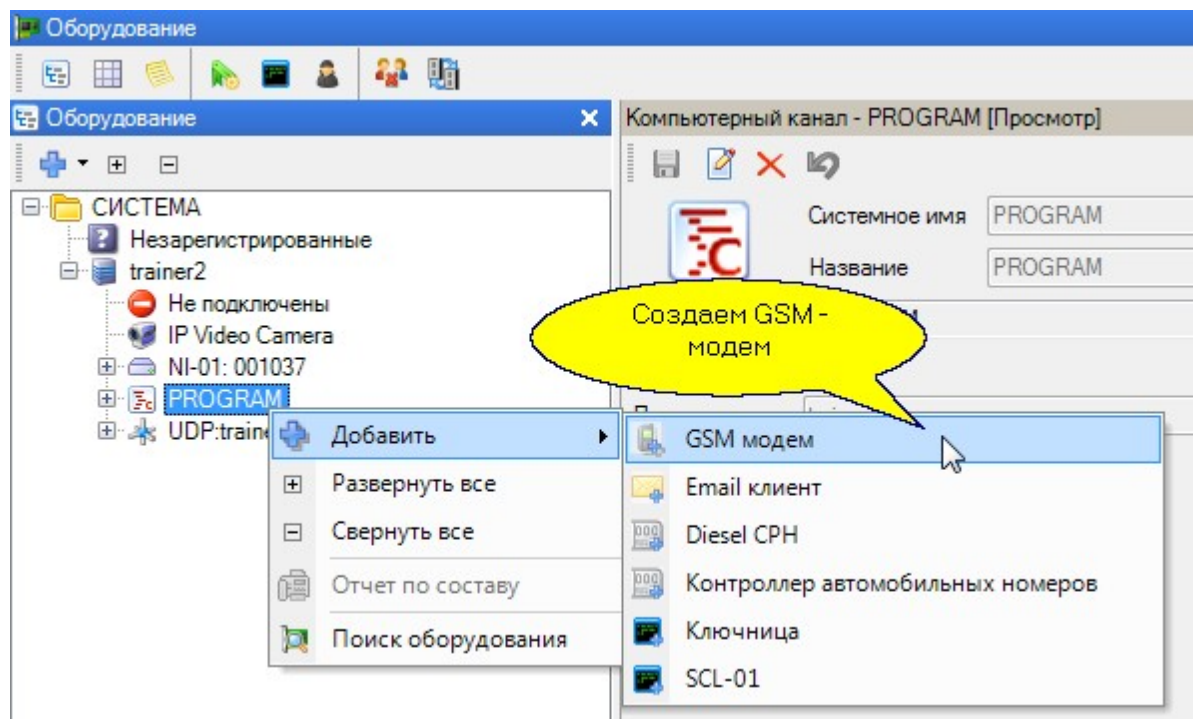 Оборудование
Оборудование
Компьютерный канал - PROGRAM [Просмотр]
СИСТЕМА
Незарегистрированные
trainer2
Не подключены
IP Video Camera
NI-01: 001037
PROGRAM
UDP:traine
Системное имя PROGRAM
Название PROGRAM
Создаем GSM -
модем
Добавить
Развернуть все
Свернуть все
Отчет по составу
Поиск оборудования
GSM модем
Email клиент
Diesel СРН
Контроллер автомобильных номеров
Ключница
SCL-01